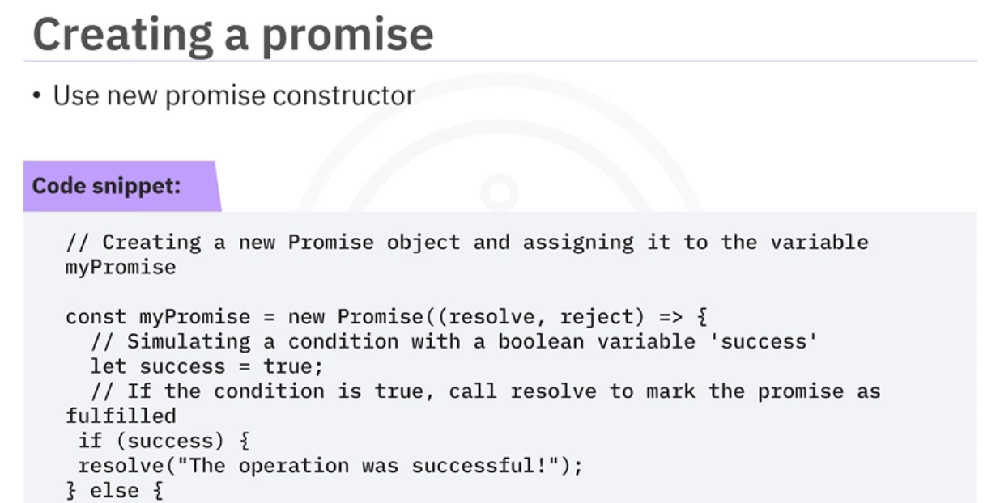 Creating a promise
• Use new promise constructor
Code snippet:
// Creating a new Promise object and assigning it to the variable
myPromise
const myPromise = new Promise((resolve, reject) => {
// Simulating a condition with a boolean variable 'success'
let success = true;
// If the condition is true, call resolve to mark the promise as
fulfilled
if (success) {
resolve("The operation was successful!");
} else {